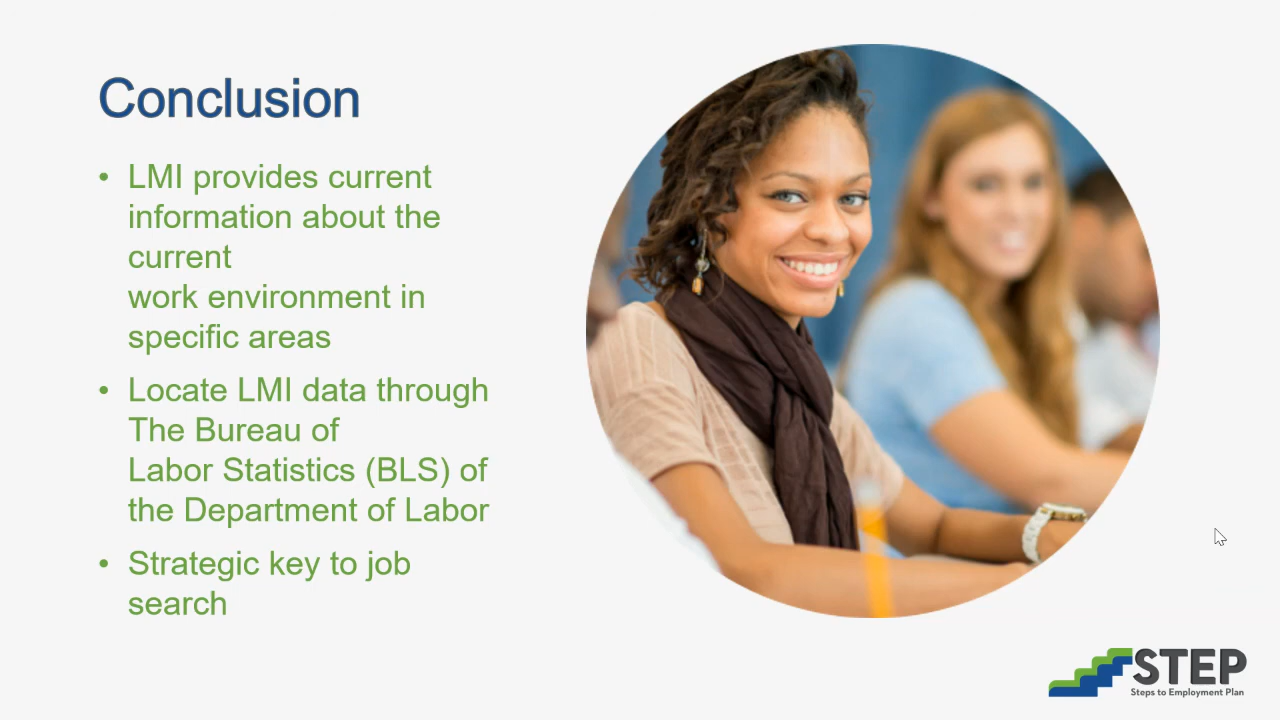 Conclusion
• LMI provides current
information about the
current
work environment in
specific areas
• Locate LMI data through
The Bureau of
Labor Statistics (BLS) of
the Department of Labor
• Strategic key to job
search
STEP
Steps to Employment Plan